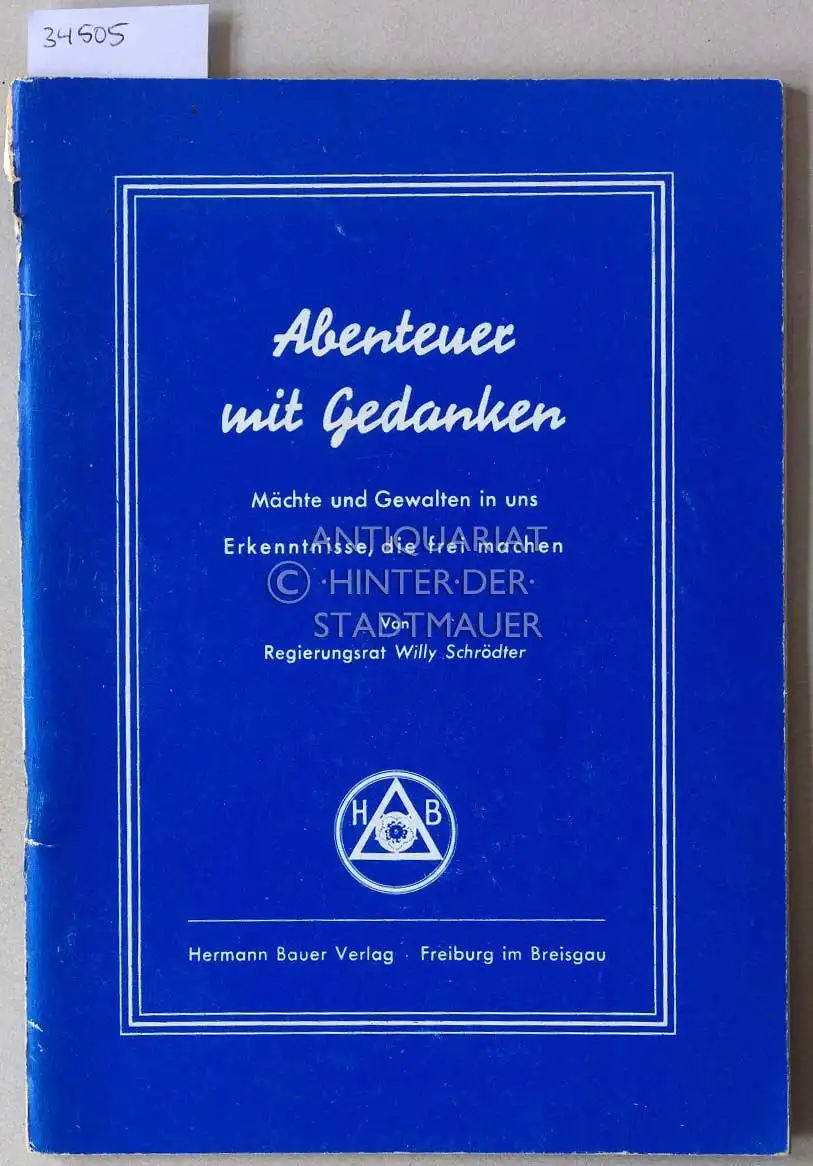 34505
Abenteuer
mit Gedanken
Mächte und Gewalten in uns
ANTIQUARIAT
Erkenntnisse, die frei machen
© ·HINTER·DER·
STADTMAUER
Von
Regierungsrat Willy Schrödter
H B
Hermann Bauer Verlag · Freiburg im Breisgau